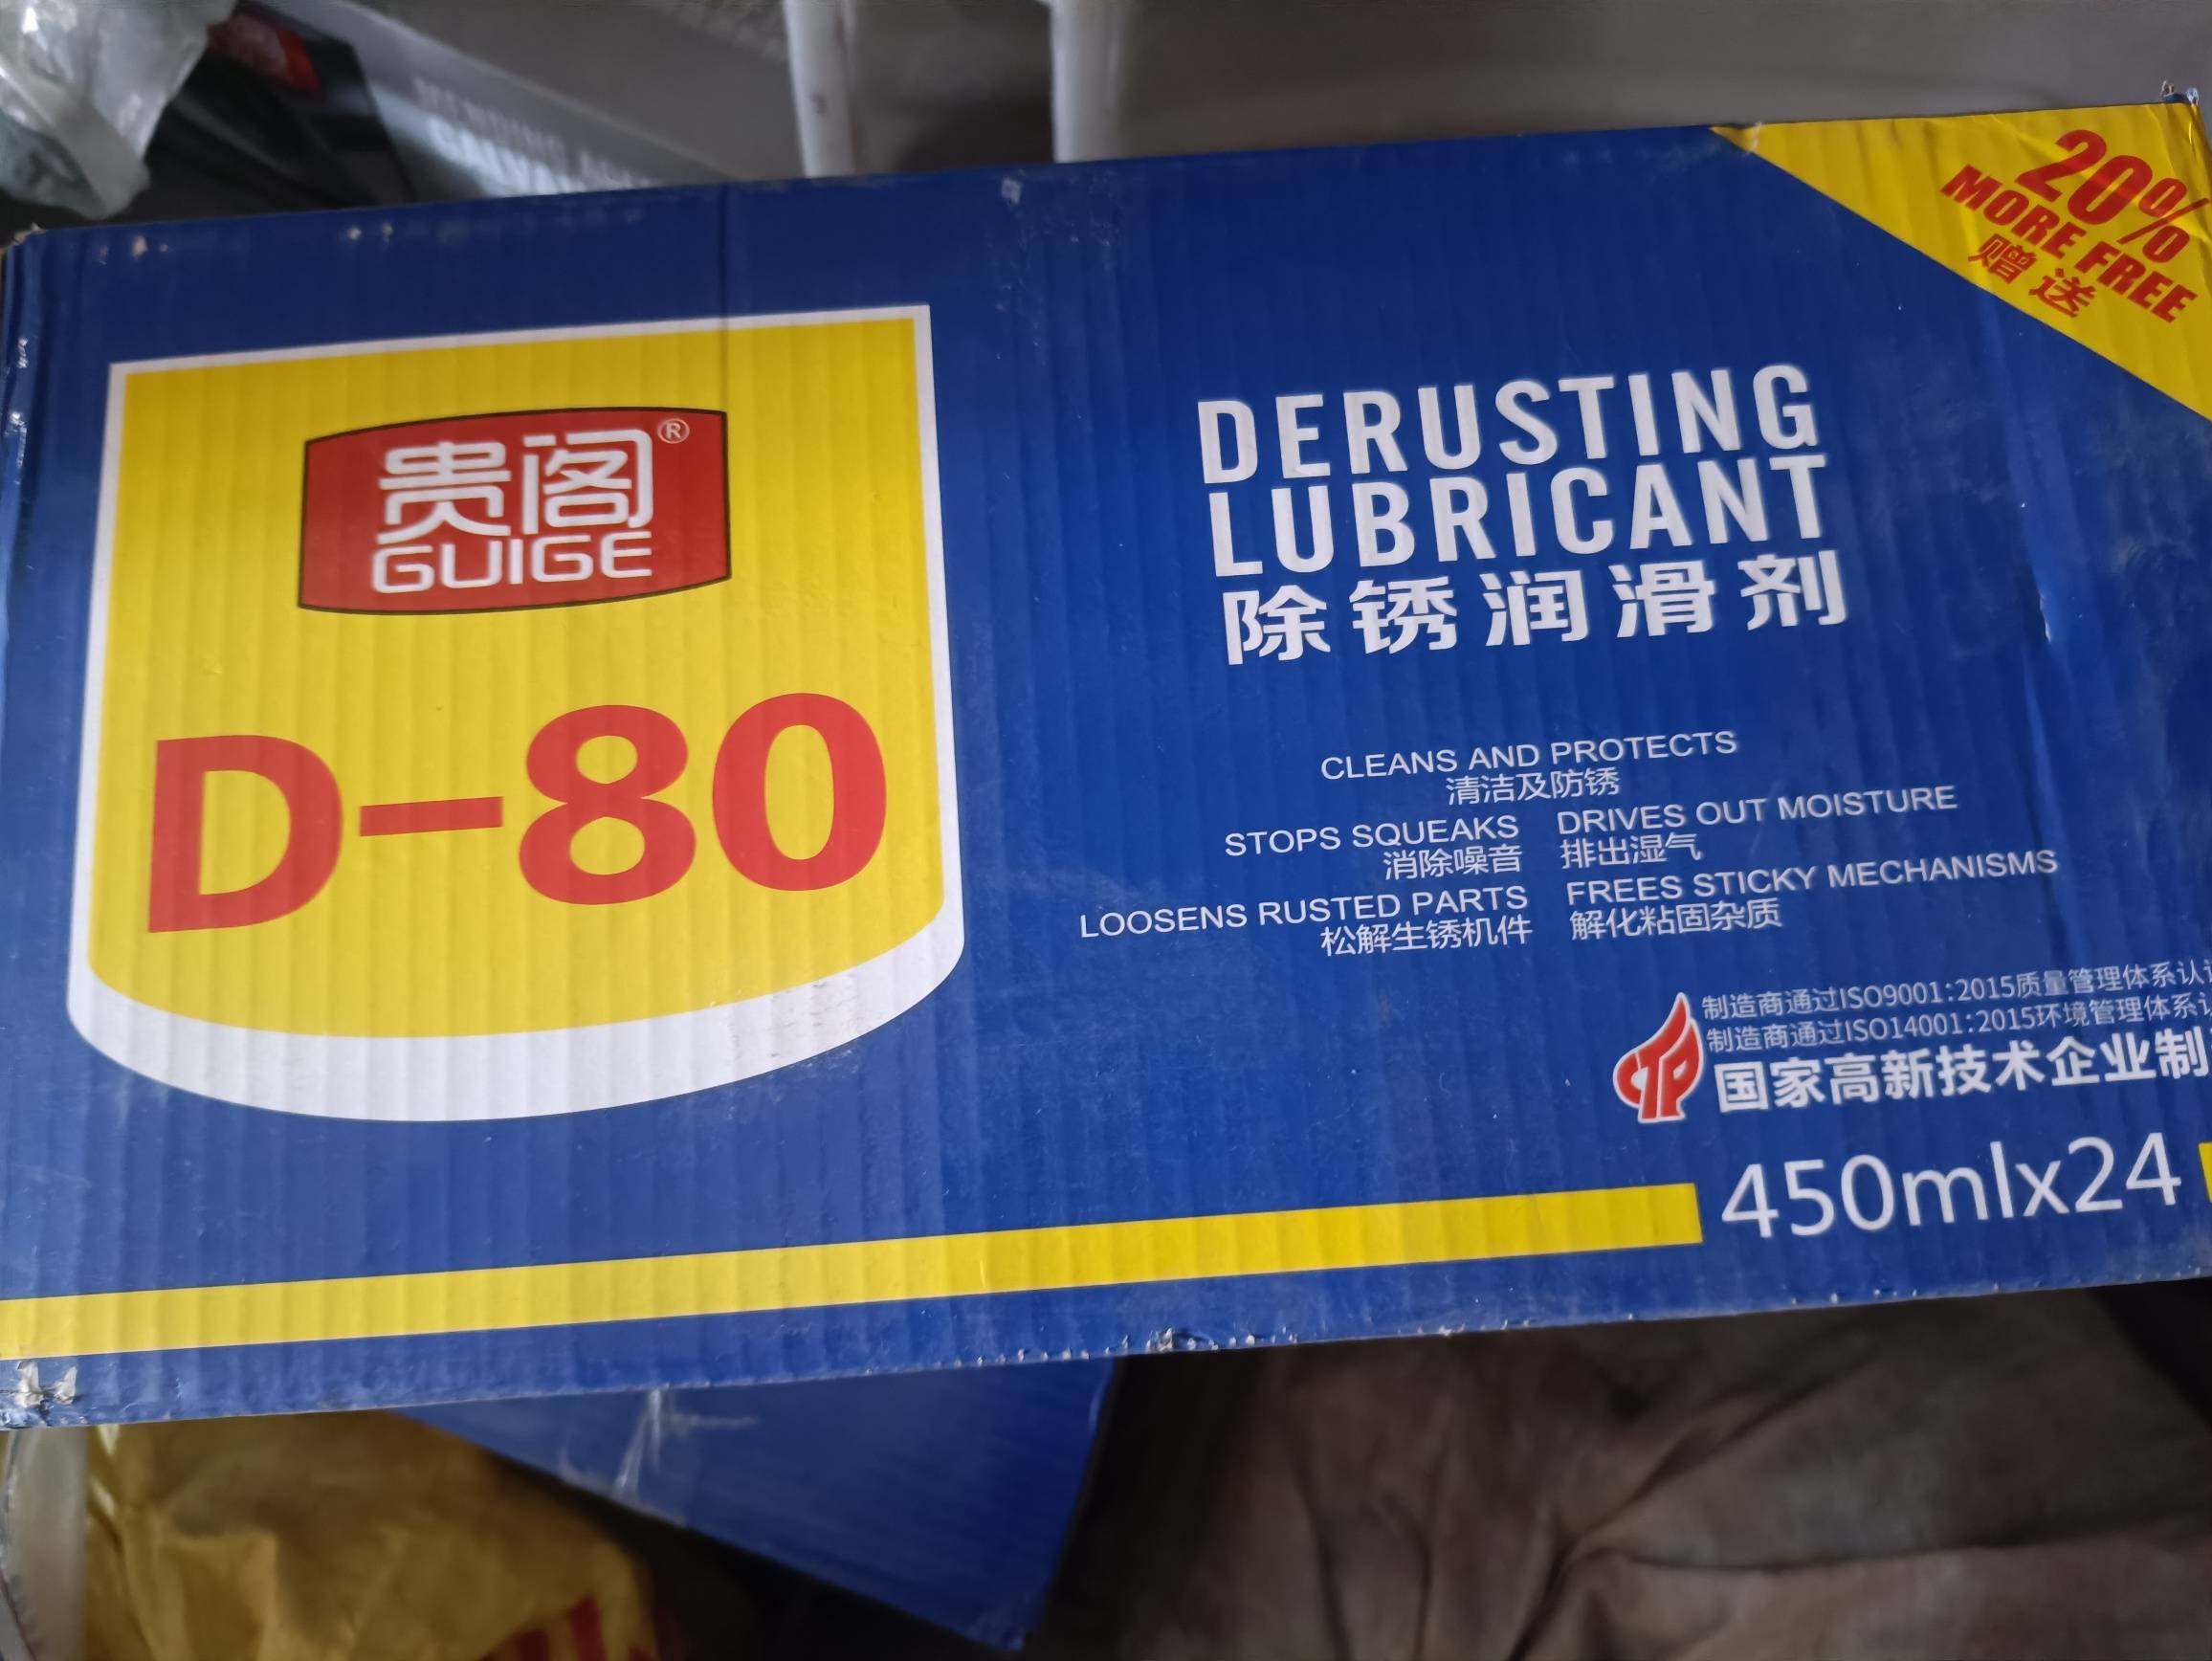 20%
MORE FREE
赠送
贵阁®
GUIGE
D-80
DERUSTING
LUBRICANT
除锈润滑剂
CLEANS AND PROTECTS
清洁及防锈
STOPS SQUEAKS DRIVES OUT MOISTURE
消除噪音 排出湿气
LOOSENS RUSTED PARTS FREES STICKY MECHANISMS
松解生锈机件 解化粘固杂质
制造商通过ISO9001:2015质量管理体系认
制造商通过ISO14001:2015环境管理体系
国家高新技术企业制
450mlx24